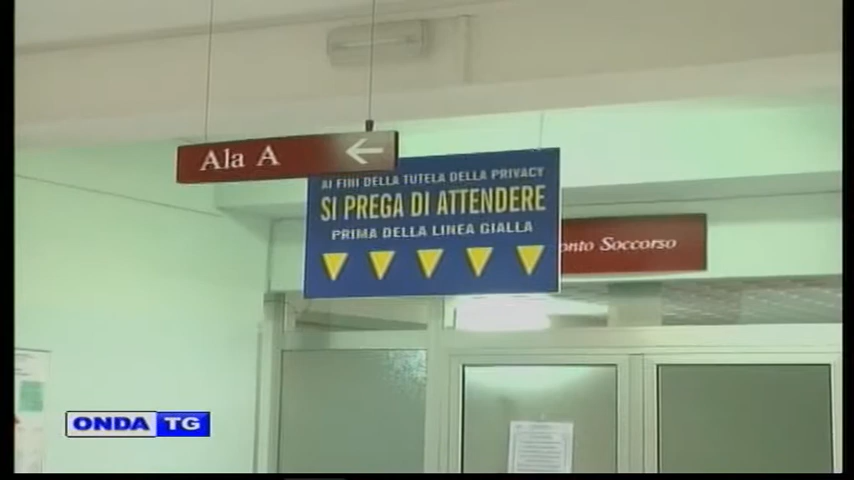 Ala A
AI FINI DELLA TUTELA DELLA PRIVACY
SI PREGA DI ATTENDERE
PRIMA DELLA LINEA GIALLA
onto Soccorso
ONDA TG